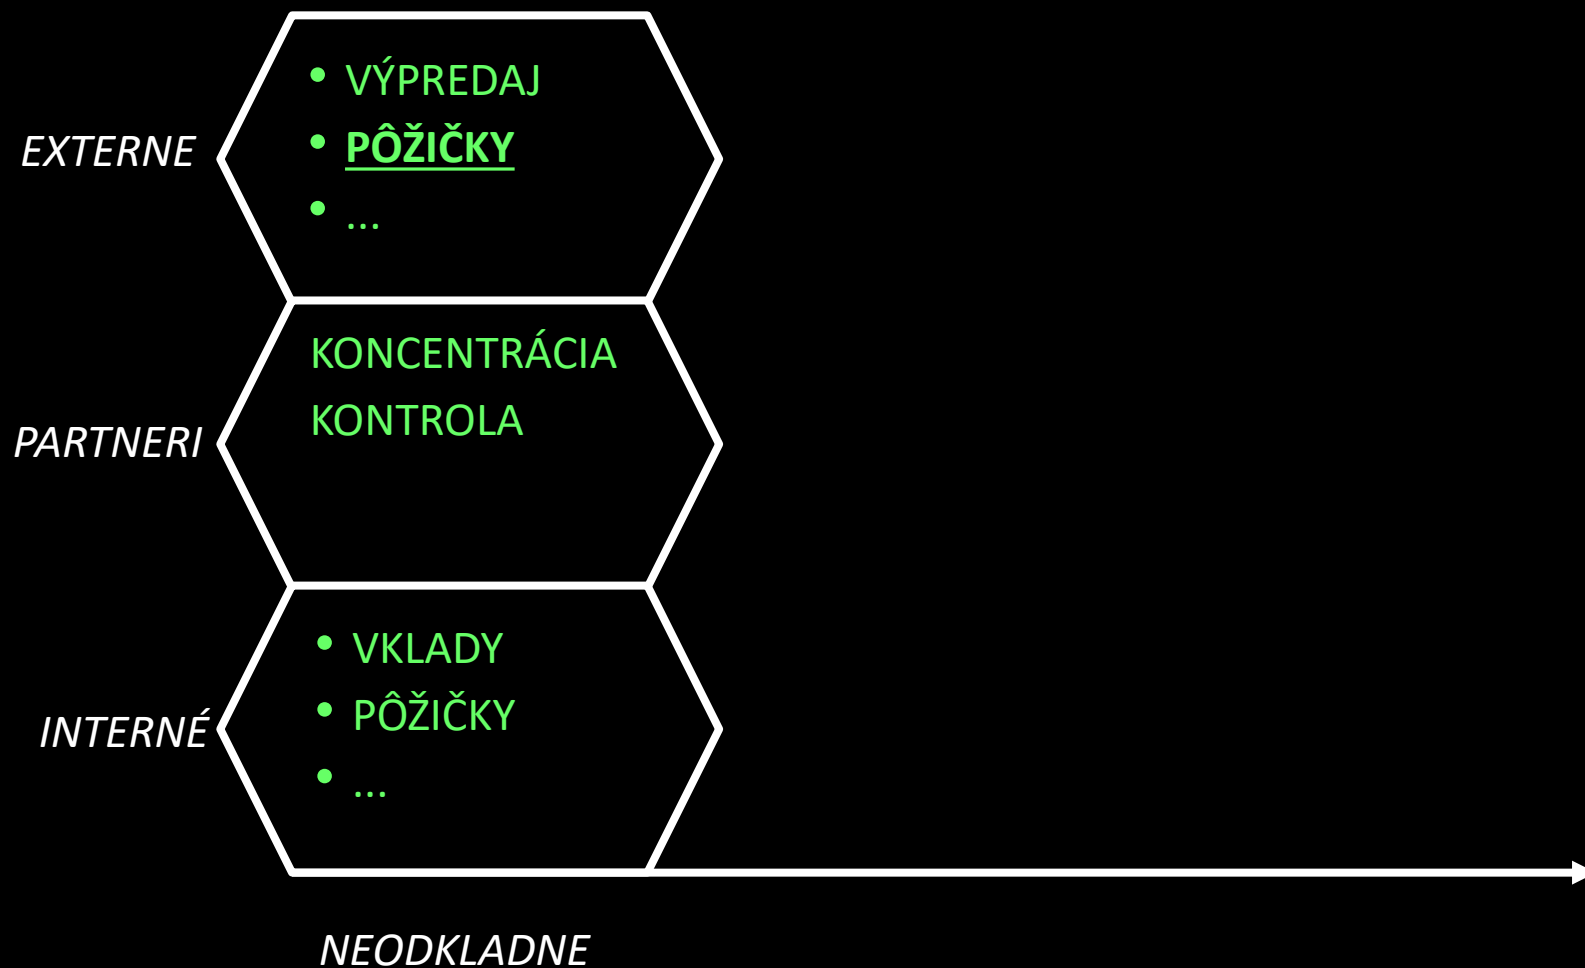 EXTERNE
• VÝPREDAJ
• PÔŽIČKY
• ...
PARTNERI
KONCENTRÁCIA
KONTROLA
INTERNÉ
• VKLADY
• PÔŽIČKY
• ...
NEODKLADNE